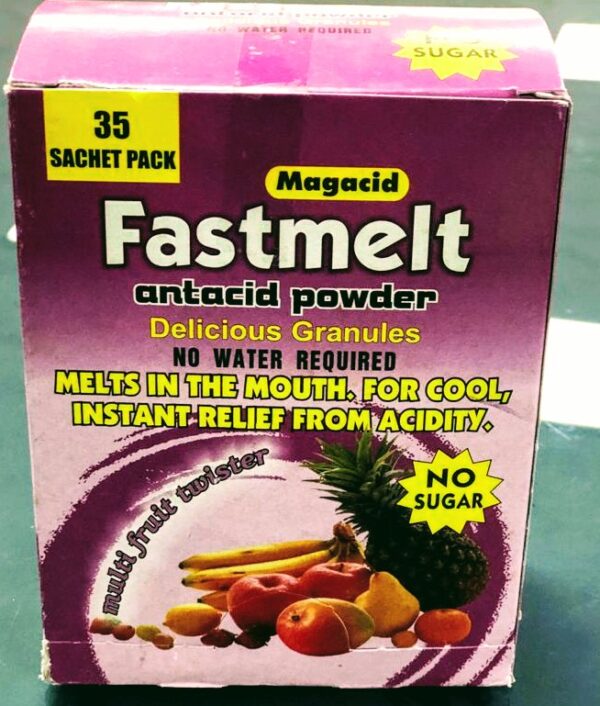 NO WATER REQUIRED
SUGAR
35
SACHET PACK
Magacid
Fastmelt
antacid powder
Delicious Granules
NO WATER REQUIRED
MELTS IN THE MOUTH. FOR COOL,
INSTANT RELIEF FROM ACIDITY.
multi fruit twister
NO
SUGAR